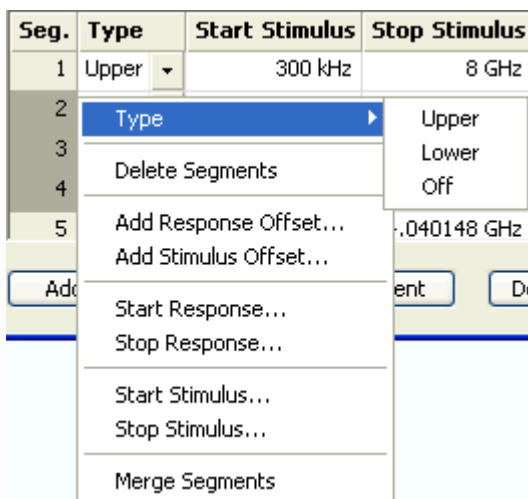 Seg. Type Start Stimulus Stop Stimulus
1 Upper 300 kHz 8 GHz
2
3
4
5 .040148 GHz
Type
Upper
Lower
Off
Delete Segments
Add Response Offset...
Add Stimulus Offset...
Start Response...
Stop Response...
Start Stimulus...
Stop Stimulus...
Merge Segments